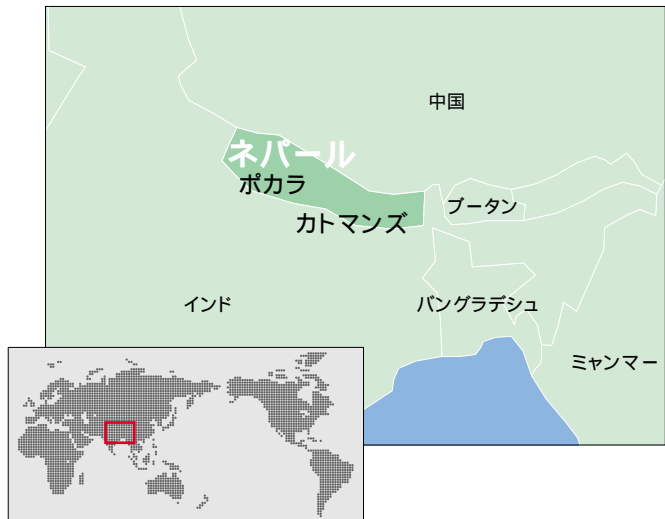 中国
ネパール
ポカラ
カトマンズ
ブータン
インド
バングラデシュ
ミャンマー